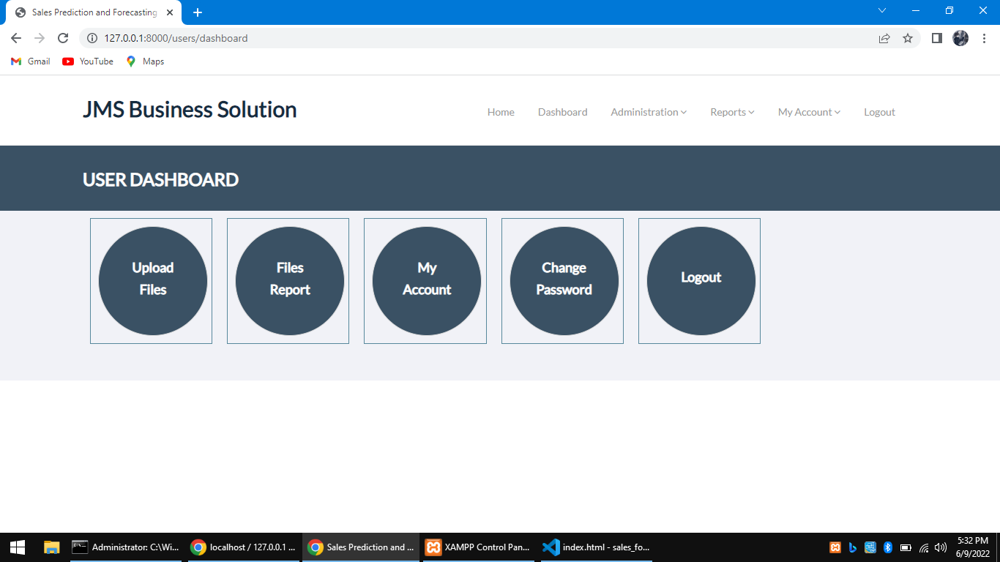 Sales Prediction and Forecasting
127.0.0.1:8000/users/dashboard
Gmail YouTube Maps
JMS Business Solution
Home Dashboard Administration Reports My Account Logout
USER DASHBOARD
Upload
Files
Files
Report
My
Account
Change
Password
Logout
Administrator: C:\Wi... localhost / 127.0.0.1 ... Sales Prediction and ... XAMPP Control Pan... index.html - sales_fo...
5:32 PM
6/9/2022